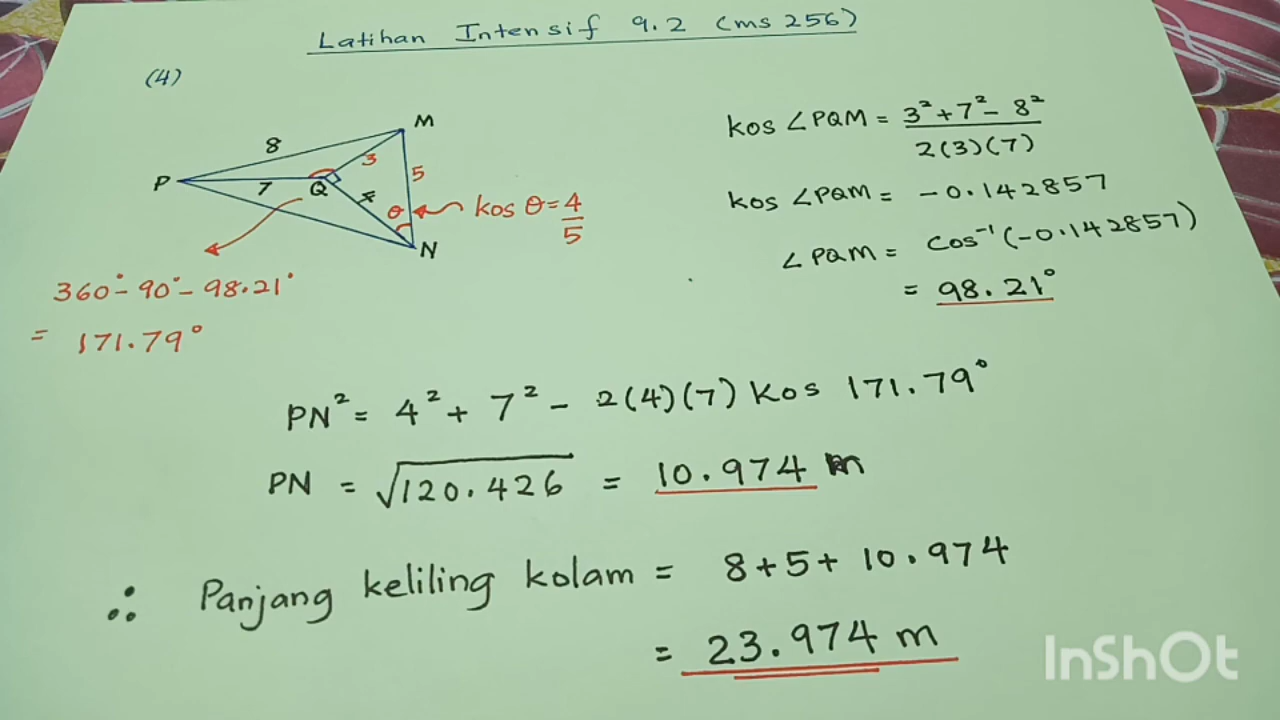 Latihan Intensif 9.2 (ms 256)
(4)
M
8
3
5
P
7
Q
4
θ
kos θ = 4/5
N
360° - 90° - 98.21°
= 171.79°
kos ∠PQM = 3² + 7² - 8² / 2(3)(7)
kos ∠PQM = -0.142857
∠PQM = cos⁻¹(-0.142857)
= 98.21°
PN² = 4² + 7² - 2(4)(7) kos 171.79°
PN = √120.426 = 10.974 m
∴ Panjang keliling kolam = 8+5+10.974
= 23.974 m
InShOt